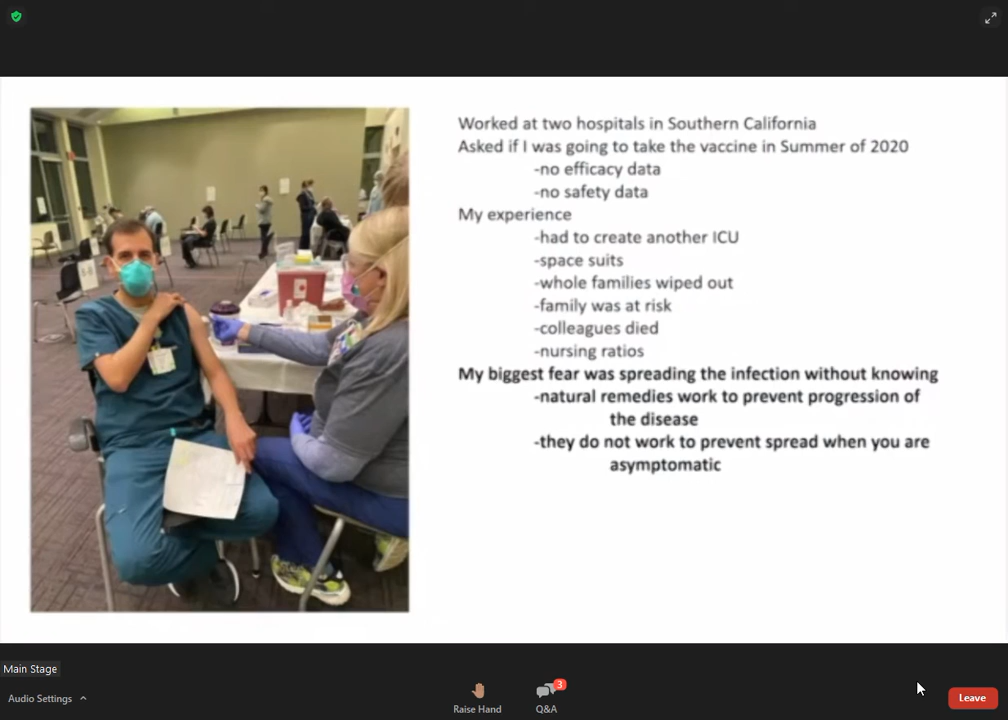 Worked at two hospitals in Southern California
Asked if I was going to take the vaccine in Summer of 2020
-no efficacy data
-no safety data
My experience
-had to create another ICU
-space suits
-whole families wiped out
-family was at risk
-colleagues died
-nursing ratios
My biggest fear was spreading the infection without knowing
-natural remedies work to prevent progression of
the disease
-they do not work to prevent spread when you are
asymptomatic
Main Stage
Audio Settings
Raise Hand
3
Q&A
Leave